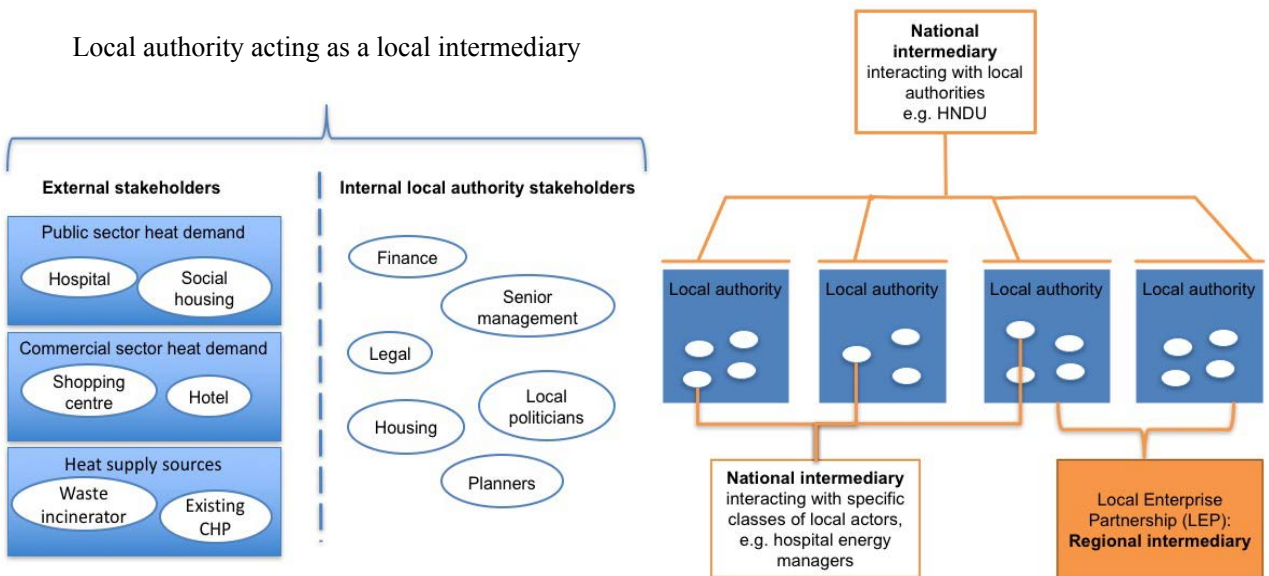 Local authority acting as a local intermediary
External stakeholders
Public sector heat demand
Hospital
Social
housing
Commercial sector heat demand
Shopping
centre
Hotel
Heat supply sources
Waste
incinerator
Existing
CHP
Internal local authority stakeholders
Finance
Senior
management
Legal
Local
politicians
Housing
Planners
National
intermediary
interacting with local
authorities
e.g. HNDU
Local authority
Local authority
Local authority
Local authority
National intermediary
interacting with specific
classes of local actors,
e.g. hospital energy
managers
Local Enterprise
Partnership (LEP):
Regional intermediary